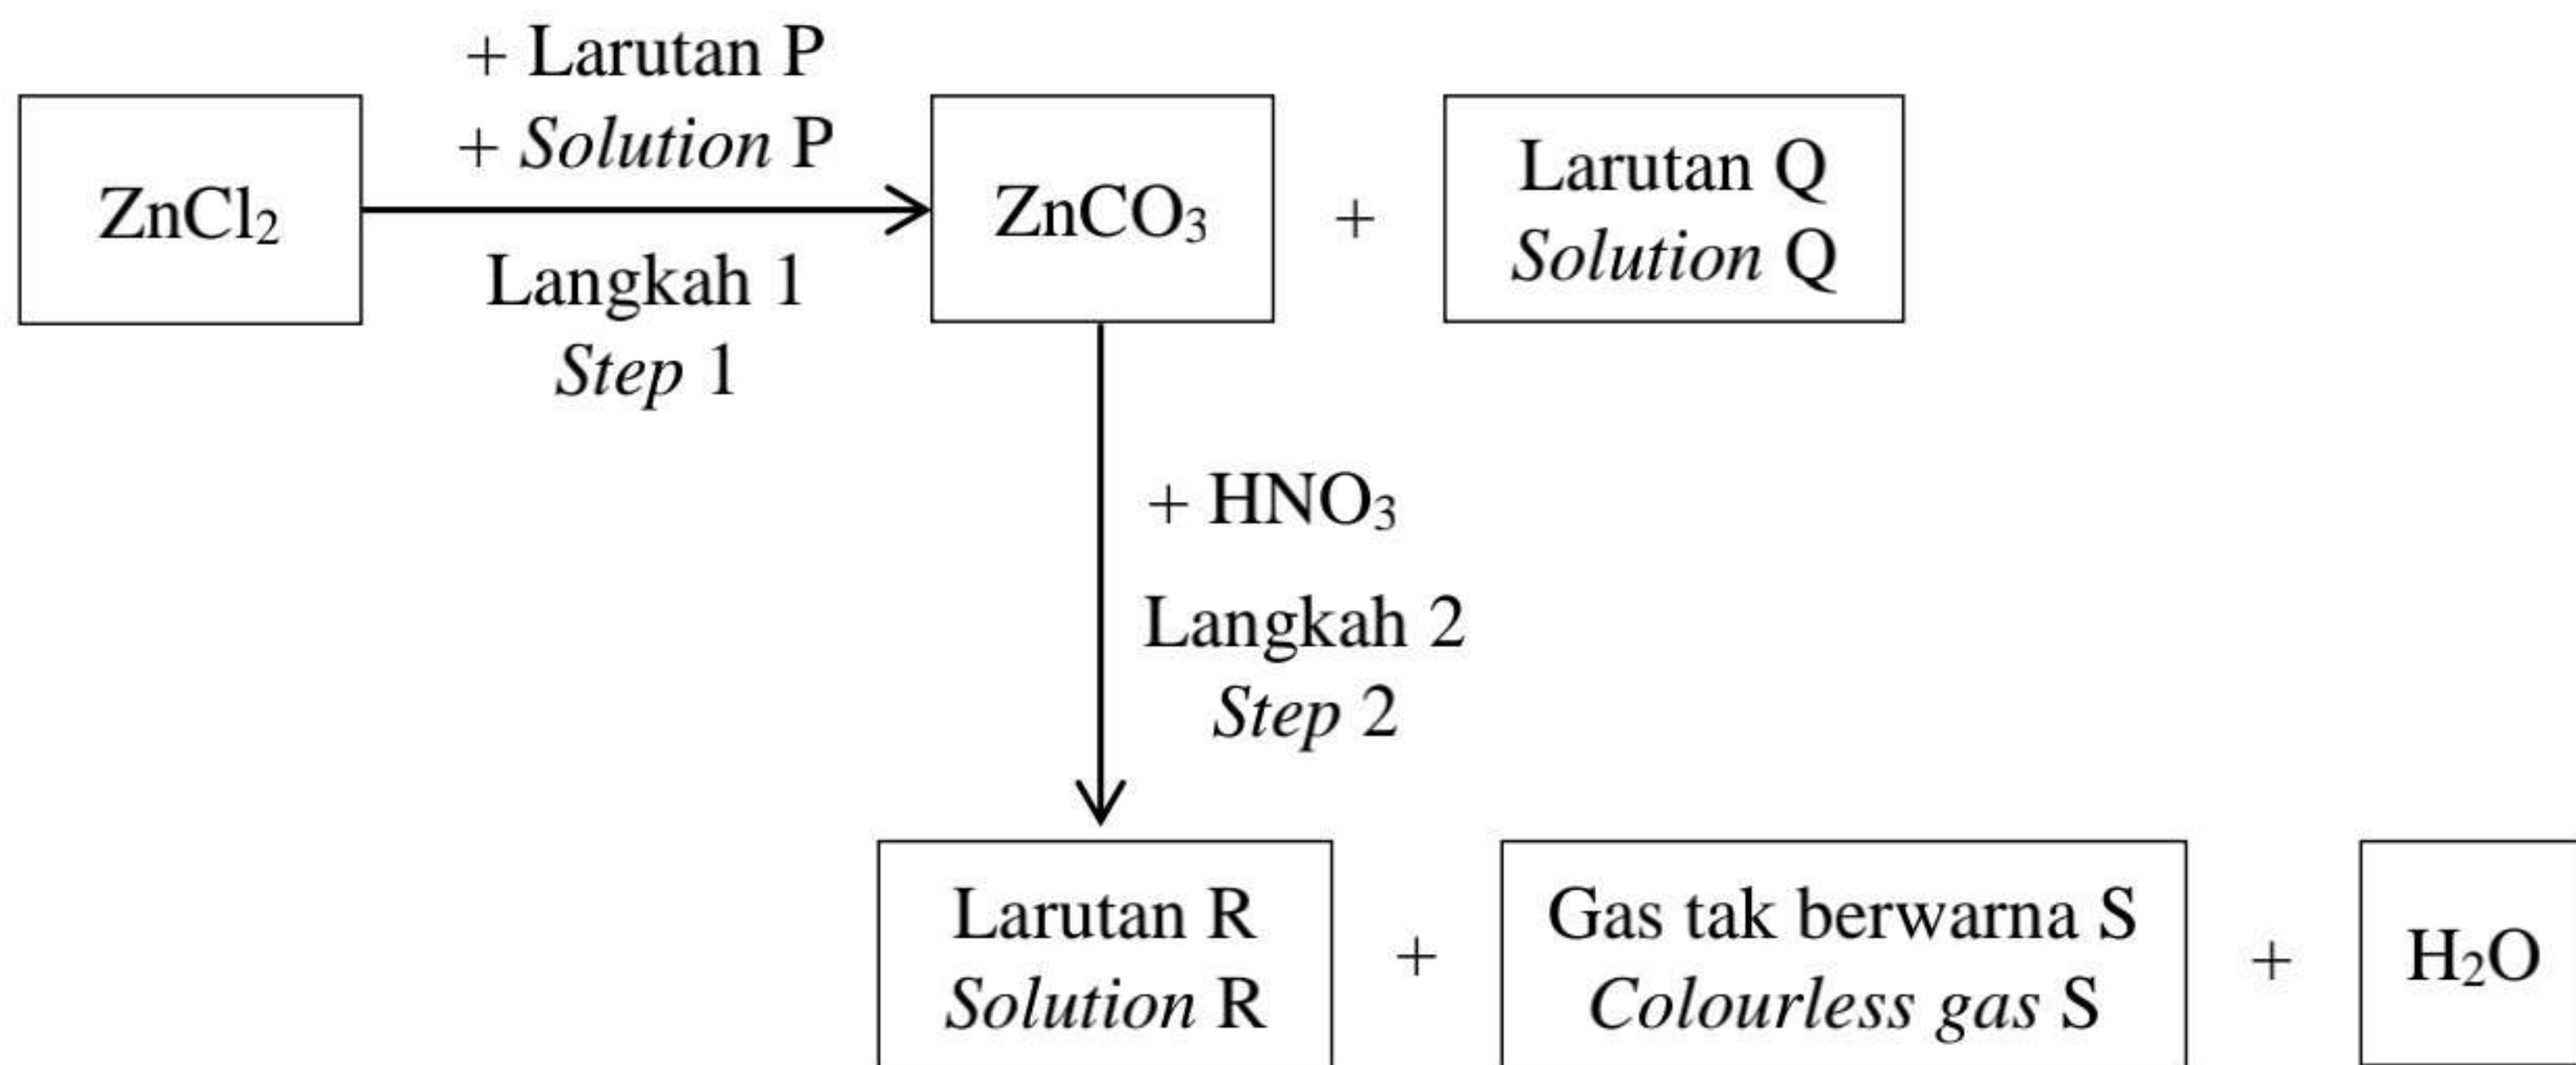 + Larutan P
+ Solution P
ZnCl₂
Langkah 1
Step 1
ZnCO₃
+
Larutan Q
Solution Q
+ HNO₃
Langkah 2
Step 2
Larutan R
Solution R
+
Gas tak berwarna S
Colourless gas S
+
H₂O